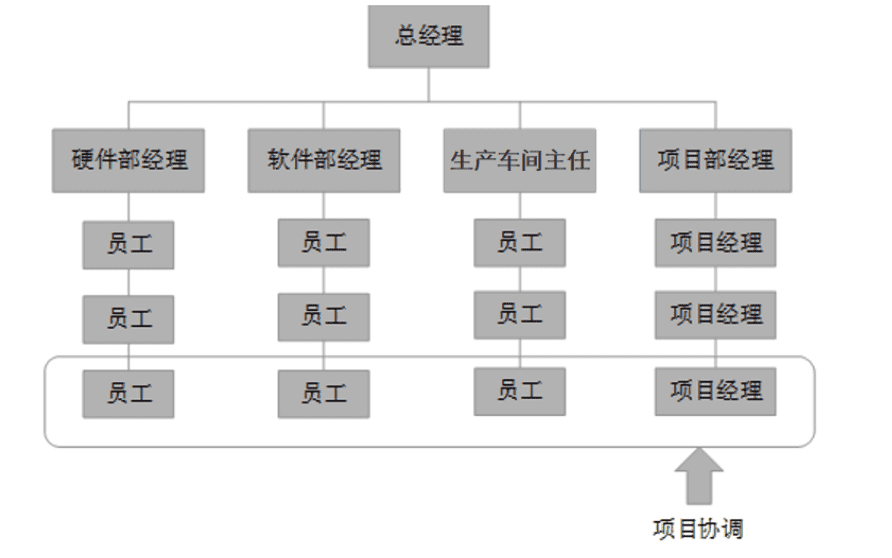 总经理
硬件部经理 软件部经理 生产车间主任 项目部经理
员工 员工 员工 项目经理
员工 员工 员工 项目经理
员工 员工 员工 项目经理
项目协调